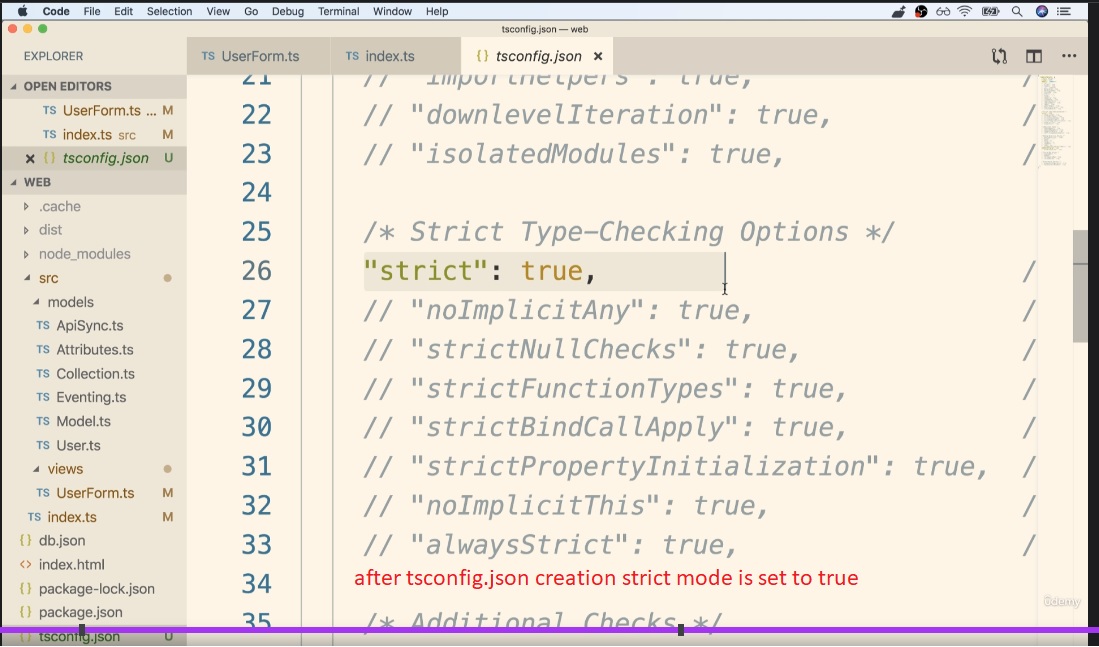 Code File Edit Selection View Go Debug Terminal Window Help
tsconfig.json — web
EXPLORER
TS UserForm.ts
TS index.ts
{} tsconfig.json ×
OPEN EDITORS
TS UserForm.ts ... M
TS index.ts src M
× {} tsconfig.json U
WEB
.cache
dist
node_modules
src
models
TS ApiSync.ts
TS Attributes.ts
TS Collection.ts
TS Eventing.ts
TS Model.ts
TS User.ts
views
TS UserForm.ts M
TS index.ts M
{} db.json
<> index.html
{} package-lock.json
{} package.json
{} tsconfig.json U
21 // "importHelpers": true, /
22 // "downlevelIteration": true, /
23 // "isolatedModules": true, /
24
25 /* Strict Type-Checking Options */
26 "strict": true, /
27 // "noImplicitAny": true, /
28 // "strictNullChecks": true, /
29 // "strictFunctionTypes": true, /
30 // "strictBindCallApply": true, /
31 // "strictPropertyInitialization": true, /
32 // "noImplicitThis": true, /
33 // "alwaysStrict": true, /
34 after tsconfig.json creation strict mode is set to true
35 /* Additional Checks */
ûdemy